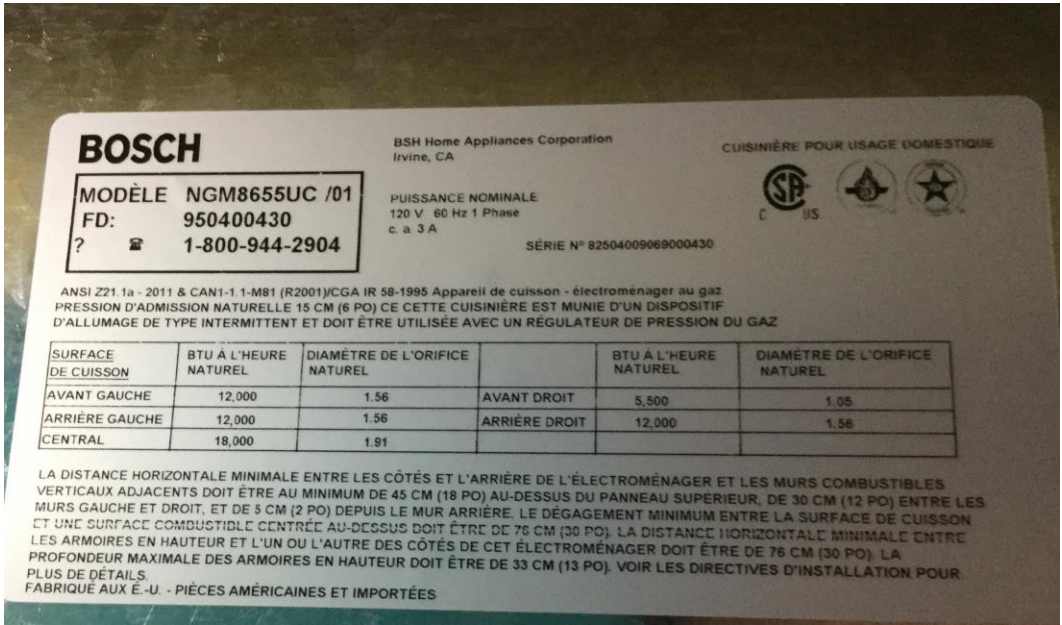 BOSCH
BSH Home Appliances Corporation
Irvine, CA
CUISINIÈRE POUR USAGE DOMESTIQUE
MODÈLE NGM8655UC /01
FD: 950400430
? ☎ 1-800-944-2904
PUISSANCE NOMINALE
120 V 60 Hz 1 Phase
c. a. 3 A
C US
SÉRIE Nº 82504009069000430
ANSI Z21.1a - 2011 & CAN1-1.1-M81 (R2001)/CGA IR 58-1995 Appareil de cuisson - électroménager au gaz
PRESSION D'ADMISSION NATURELLE 15 CM (6 PO) CE CETTE CUISINIÈRE EST MUNIE D'UN DISPOSITIF
D'ALLUMAGE DE TYPE INTERMITTENT ET DOIT ÊTRE UTILISÉE AVEC UN RÉGULATEUR DE PRESSION DU GAZ
SURFACE DE CUISSON BTU À L'HEURE NATUREL DIAMÈTRE DE L'ORIFICE NATUREL BTU À L'HEURE NATUREL DIAMÈTRE DE L'ORIFICE NATUREL
AVANT GAUCHE 12,000 1.56 AVANT DROIT 5,500 1.05
ARRIÈRE GAUCHE 12,000 1.56 ARRIÈRE DROIT 12,000 1.56
CENTRAL 18,000 1.91
LA DISTANCE HORIZONTALE MINIMALE ENTRE LES CÔTÉS ET L'ARRIÈRE DE L'ÉLECTROMÉNAGER ET LES MURS COMBUSTIBLES
VERTICAUX ADJACENTS DOIT ÊTRE AU MINIMUM DE 45 CM (18 PO) AU-DESSUS DU PANNEAU SUPÉRIEUR, DE 30 CM (12 PO) ENTRE LES
MURS GAUCHE ET DROIT, ET DE 5 CM (2 PO) DEPUIS LE MUR ARRIÈRE. LE DÉGAGEMENT MINIMUM ENTRE LA SURFACE DE CUISSON
ET UNE SURFACE COMBUSTIBLE CENTRÉE AU-DESSUS DOIT ÊTRE DE 76 CM (30 PO). LA DISTANCE HORIZONTALE MINIMALE ENTRE
LES ARMOIRES EN HAUTEUR ET L'UN OU L'AUTRE DES CÔTÉS DE CET ÉLECTROMÉNAGER DOIT ÊTRE DE 76 CM (30 PO). LA
PROFONDEUR MAXIMALE DES ARMOIRES EN HAUTEUR DOIT ÊTRE DE 33 CM (13 PO). VOIR LES DIRECTIVES D'INSTALLATION POUR
PLUS DE DÉTAILS.
FABRIQUÉ AUX É.-U. - PIÈCES AMÉRICAINES ET IMPORTÉES